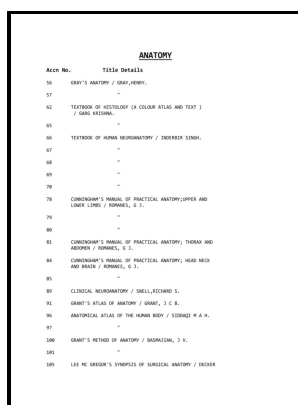 ANATOMY
Accn No. Title Details
56 GRAY'S ANATOMY / GRAY,HENRY.
57 "
62 TEXTBOOK OF HISTOLOGY (A COLOUR ATLAS AND TEXT )
/ GARG KRISHNA.
65 "
66 TEXTBOOK OF HUMAN NEUROANATOMY / INDERBIR SINGH.
67 "
68 "
69 "
70 "
78 CUNNINGHAM'S MANUAL OF PRACTICAL ANATOMY;UPPER AND
LOWER LIMBS / ROMANES, G J.
79 "
80 "
81 CUNNINGHAM'S MANUAL OF PRACTICAL ANATOMY; THORAX AND
ABDOMEN / ROMANES, G J.
84 CUNNINGHAM'S MANUAL OF PRACTICAL ANATOMY; HEAD NECK
AND BRAIN / ROMANES, G J.
85 "
89 CLINICAL NEUROANATOMY / SNELL,RICHARD S.
91 GRANT'S ATLAS OF ANATOMY / GRANT, J C B.
96 ANATOMICAL ATLAS OF THE HUMAN BODY / SIDDAQI M A H.
97 "
100 GRANT'S METHOD OF ANATOMY / BASMAJIAN, J V.
101 "
105 LEE MC GREGOR'S SYNOPSIS OF SURGICAL ANATOMY / DECKER